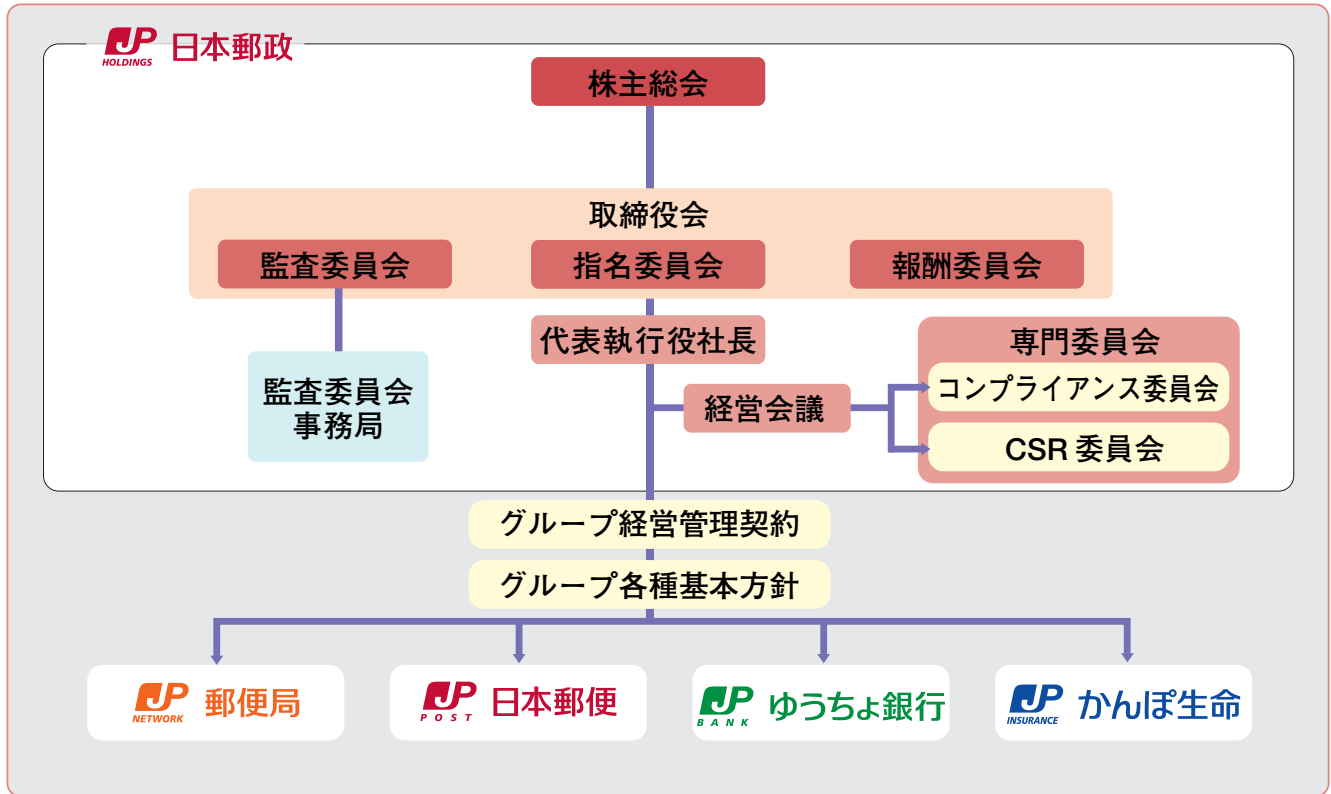 JP 日本郵政
HOLDINGS
株主総会
取締役会
監査委員会
指名委員会
報酬委員会
代表執行役社長
専門委員会
監査委員会
事務局
経営会議
コンプライアンス委員会
CSR 委員会
グループ経営管理契約
グループ各種基本方針
JP 郵便局
NETWORK
JP 日本郵便
POST
JP ゆうちょ銀行
BANK
JP かんぽ生命
INSURANCE